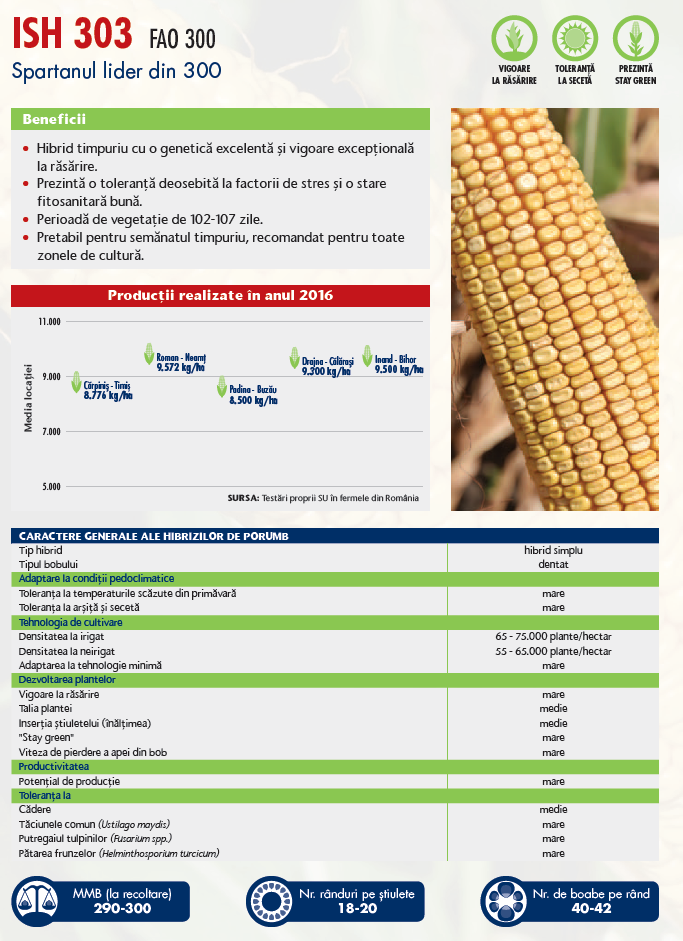 ISH 303 FAO 300
Spartanul lider din 300
VIGOARE
LA RĂSĂRIRE
TOLERANȚĂ
LA SECETĂ
PREZINTĂ
STAY GREEN
Beneficii
• Hibrid timpuriu cu o genetică excelentă și vigoare excepțională
la răsărire.
• Prezintă o toleranță deosebită la factorii de stres și o stare
fitosanitară bună.
• Perioadă de vegetație de 102-107 zile.
• Pretabil pentru semănatul timpuriu, recomandat pentru toate
zonele de cultură.
Producții realizate în anul 2016
Media locației
11.000
9.000
7.000
5.000
Cărpiniș - Timiș
8.776 kg/ha
Roman - Neamț
9.572 kg/ha
Padina - Buzău
8.500 kg/ha
Drajna - Călărași
9.300 kg/ha
Inand - Bihor
9.500 kg/ha
SURSA: Testări proprii SU în fermele din România
CARACTERE GENERALE ALE HIBRIZILOR DE PORUMB
Tip hibrid hibrid simplu
Tipul bobului dentat
Adaptare la condiții pedoclimatice
Toleranța la temperaturile scăzute din primăvară mare
Toleranța la arșiță și secetă mare
Tehnologia de cultivare
Densitatea la irigat 65 - 75.000 plante/hectar
Densitatea la neirigat 55 - 65.000 plante/hectar
Adaptarea la tehnologie minimă mare
Dezvoltarea plantelor
Vigoare la răsărire mare
Talia plantei medie
Inserția știuletelui (înălțimea) medie
"Stay green" mare
Viteza de pierdere a apei din bob mare
Productivitatea
Potențial de producție mare
Toleranța la
Cădere medie
Tăciunele comun (Ustilago maydis) mare
Putregaiul tulpinilor (Fusarium spp.) mare
Pătarea frunzelor (Helminthosporium turcicum) mare
MMB (la recoltare)
290-300
Nr. rânduri pe știulete
18-20
Nr. de boabe pe rând
40-42